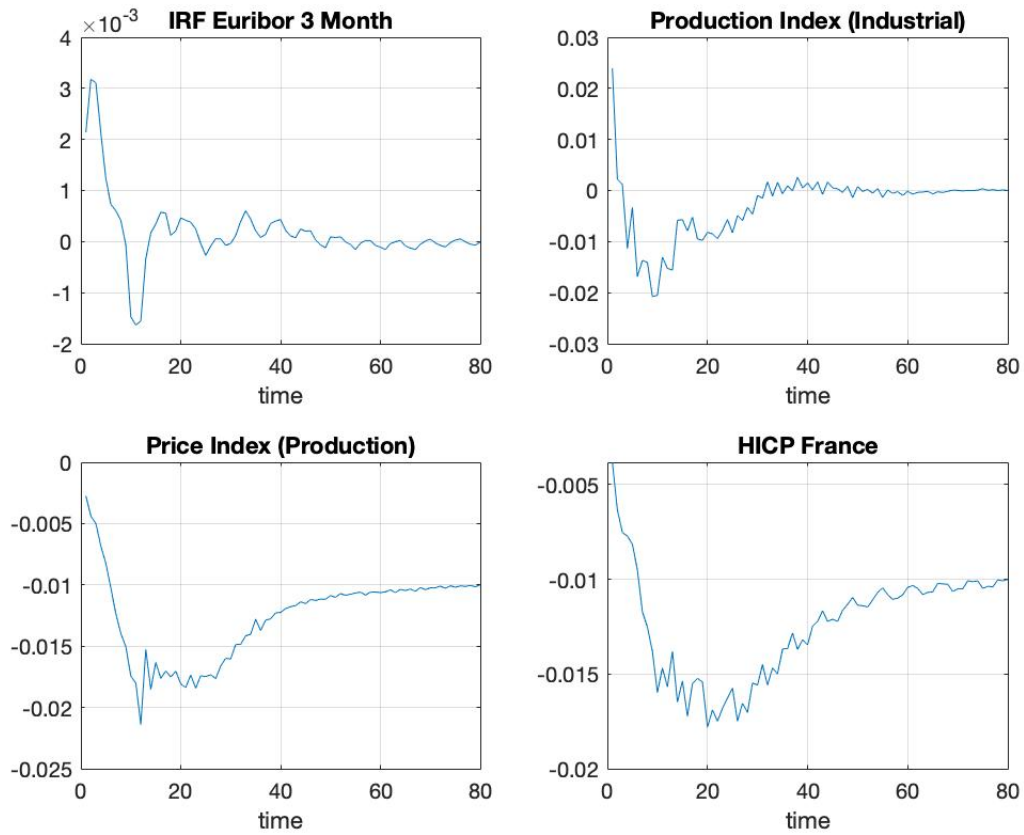 ×10⁻³
IRF Euribor 3 Month
4
3
2
1
0
-1
-2
0 20 40 60 80
time
Production Index (Industrial)
0.03
0.02
0.01
0
-0.01
-0.02
-0.03
0 20 40 60 80
time
Price Index (Production)
0
-0.005
-0.01
-0.015
-0.02
-0.025
0 20 40 60 80
time
HICP France
-0.005
-0.01
-0.015
-0.02
0 20 40 60 80
time